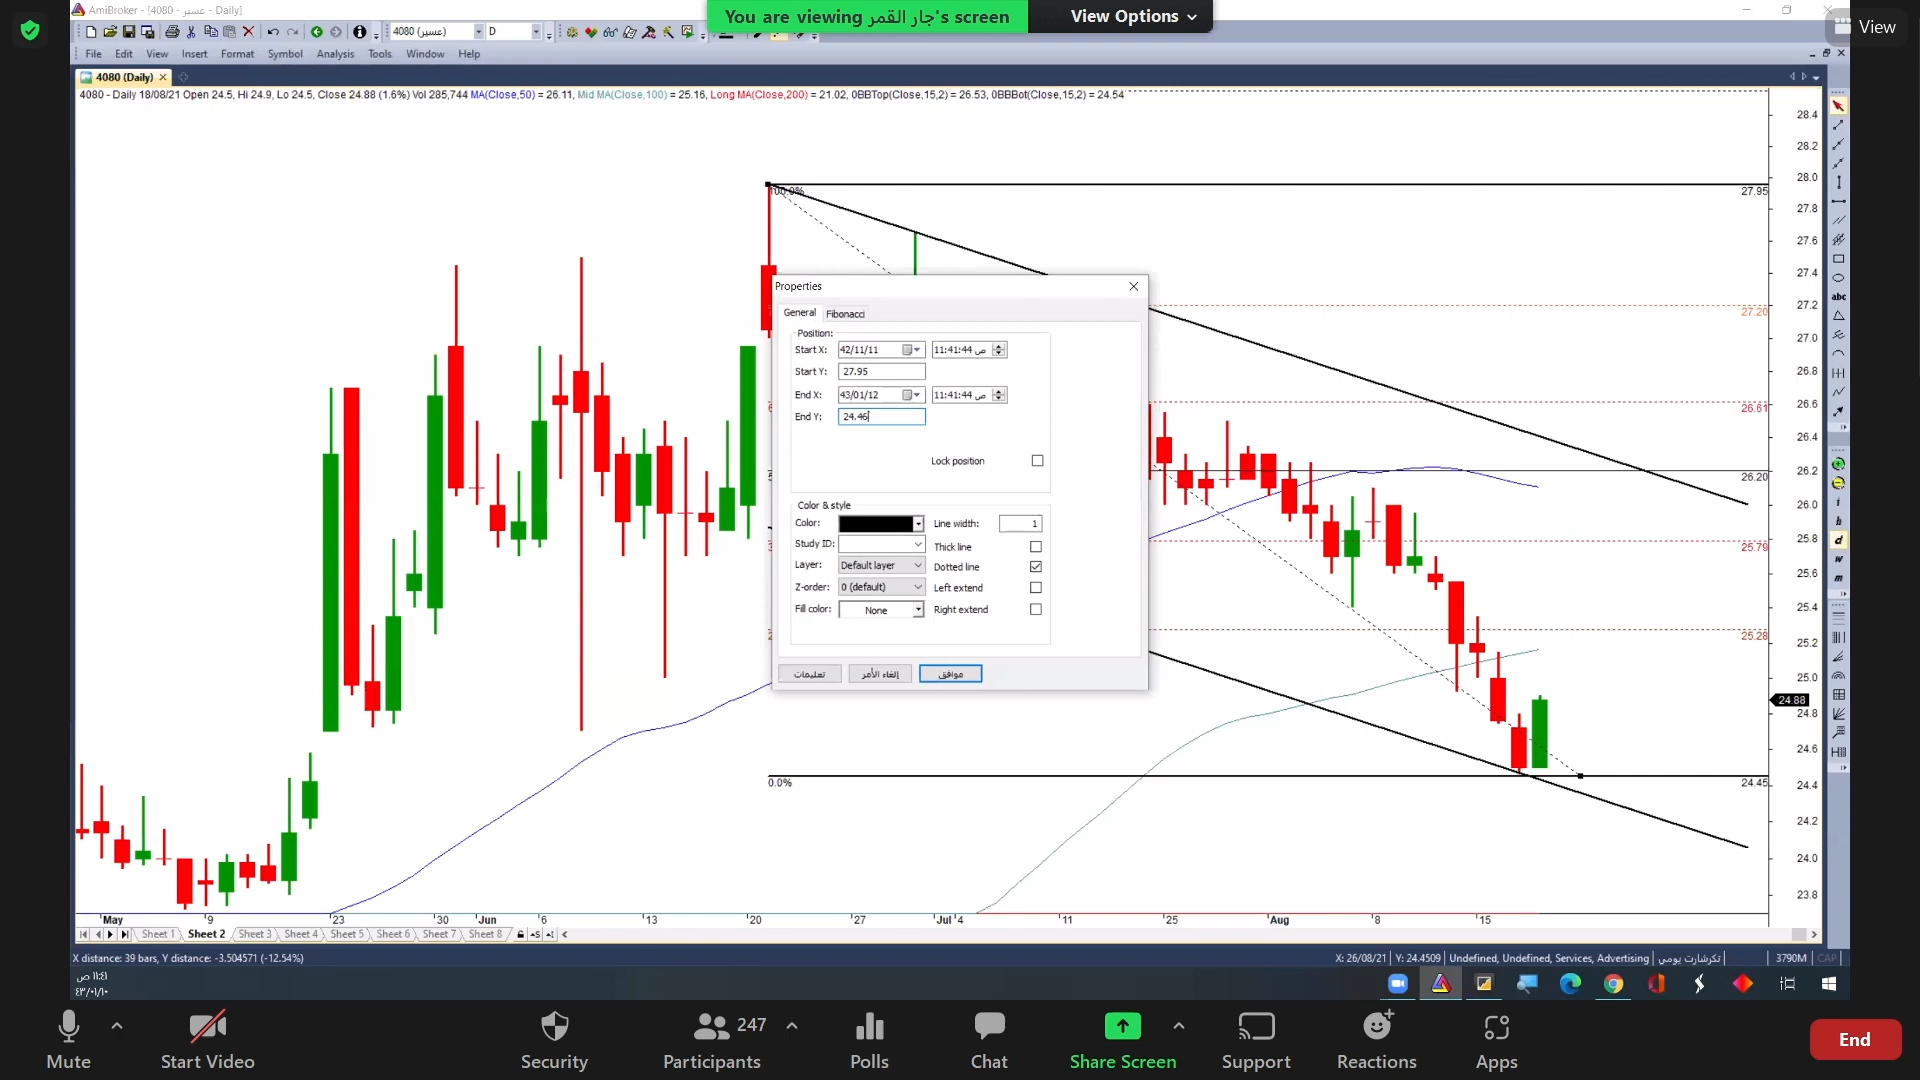 AmiBroker - [4080 - عسير - Daily]
You are viewing جار القمر's screen
View Options
View
4080 (عسير)
D
File Edit View Insert Format Symbol Analysis Tools Window Help
4080 (Daily)
4080 - Daily 18/08/21 Open 24.5, Hi 24.9, Lo 24.5, Close 24.88 (1.6%) Vol 285,744 MA(Close,50) = 26.11, Mid MA(Close,100) = 25.16, Long MA(Close,200) = 21.02, 0BBTop(Close,15,2) = 26.53, 0BBBot(Close,15,2) = 24.54
28.4
28.2
28.0
100.0%
27.95
27.8
27.6
27.4
27.2
27.20
27.0
26.8
26.6
26.61
26.4
26.2
26.20
26.0
25.8
25.79
25.6
25.4
25.28
25.2
25.0
24.88
24.8
24.6
0.0%
24.45
24.4
24.2
24.0
23.8
Properties
General Fibonacci
Position:
Start X: 42/11/11 11:41:44 ص
Start Y: 27.95
End X: 43/01/12 11:41:44 ص
End Y: 24.46
Lock position
Color & style
Color: Line width: 1
Study ID: Thick line
Layer: Default layer Dotted line
Z-order: 0 (default) Left extend
Fill color: None Right extend
تعليمات إلغاء الأمر موافق
abc
i
h
d
w
m
May 9 23 30 Jun 6 13 20 27 Jul 4 11 25 Aug 8 15
Sheet 1 Sheet 2 Sheet 3 Sheet 4 Sheet 5 Sheet 6 Sheet 7 Sheet 8
X distance: 39 bars, Y distance: -3.504571 (-12.54%)
X: 26/08/21 Y: 24.4509 Undefined, Undefined, Services, Advertising تكرشارت يومي 3790M CAP
١١:٤١ ص
٤٣/٠١/١٠
Mute
Start Video
Security
247
Participants
Polls
Chat
Share Screen
Support
Reactions
Apps
End